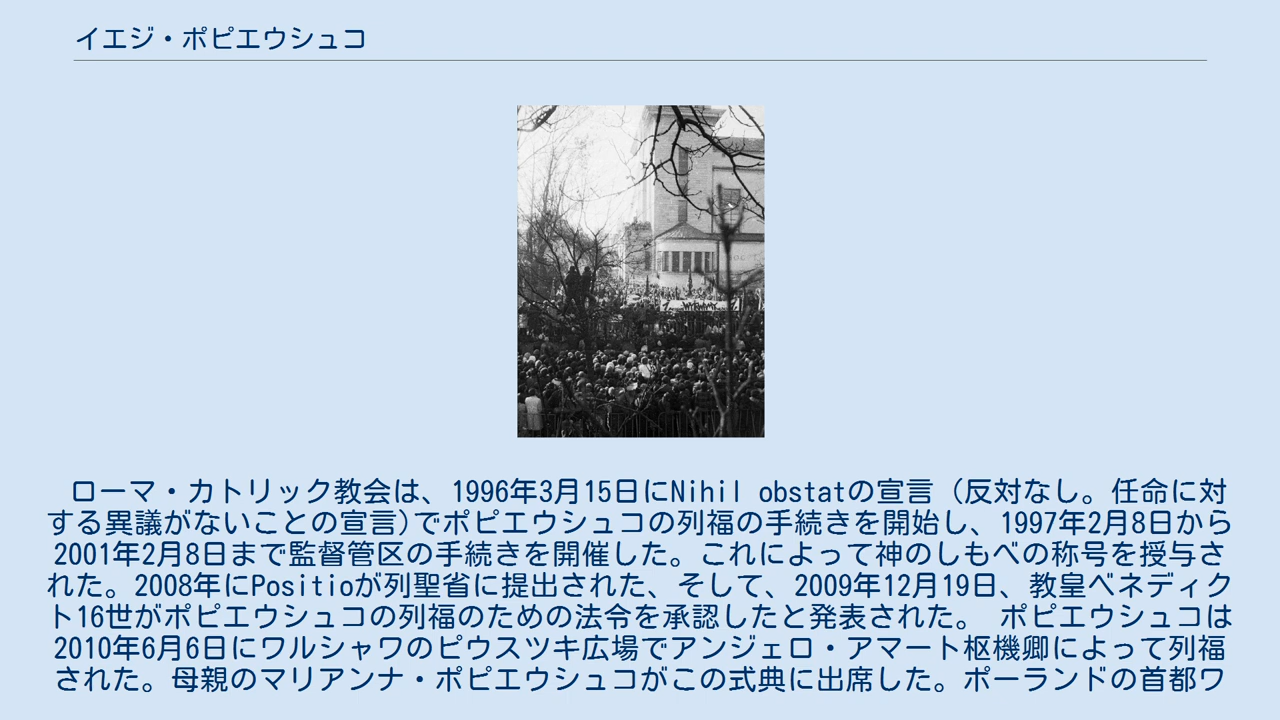 イエジ・ポピエウシュコ
ローマ・カトリック教会は、1996年3月15日にNihil obstatの宣言（反対なし。任命に対
する異議がないことの宣言)でポピエウシュコの列福の手続きを開始し、1997年2月8日から
2001年2月8日まで監督管区の手続きを開催した。これによって神のしもべの称号を授与さ
れた。2008年にPositioが列聖省に提出された、そして、2009年12月19日、教皇ベネディク
ト16世がポピエウシュコの列福のための法令を承認したと発表された。 ポピエウシュコは
2010年6月6日にワルシャワのピウスツキ広場でアンジェロ・アマート枢機卿によって列福
された。母親のマリアンナ・ポピエウシュコがこの式典に出席した。ポーランドの首都ワ